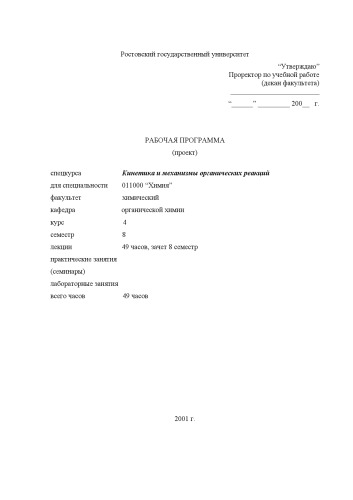 Ростовский государственный университет
“Утверждаю”
Проректор по учебной работе
(декан факультета)
“______” _________ 200__ г.
РАБОЧАЯ ПРОГРАММА
(проект)
спецкурса Кинетика и механизмы органических реакций
для специальности 011000 “Химия”
факультет химический
кафедра органической химии
курс 4
семестр 8
лекции 49 часов, зачет 8 семестр
практические занятия
(семинары)
лабораторные занятия
всего часов 49 часов
2001 г.